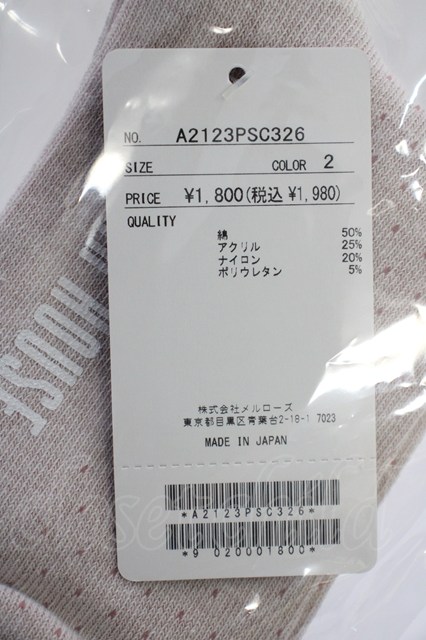 NO. A2123PSC326
SIZE COLOR 2
PRICE ¥1,800(税込 ¥1,980)
QUALITY
綿 50%
アクリル 25%
ナイロン 20%
ポリウレタン 5%
株式会社メルローズ
東京都目黒区青葉台2-18-1 7023
MADE IN JAPAN
*A2123PSC326*
*9 020001800*
HOUSE